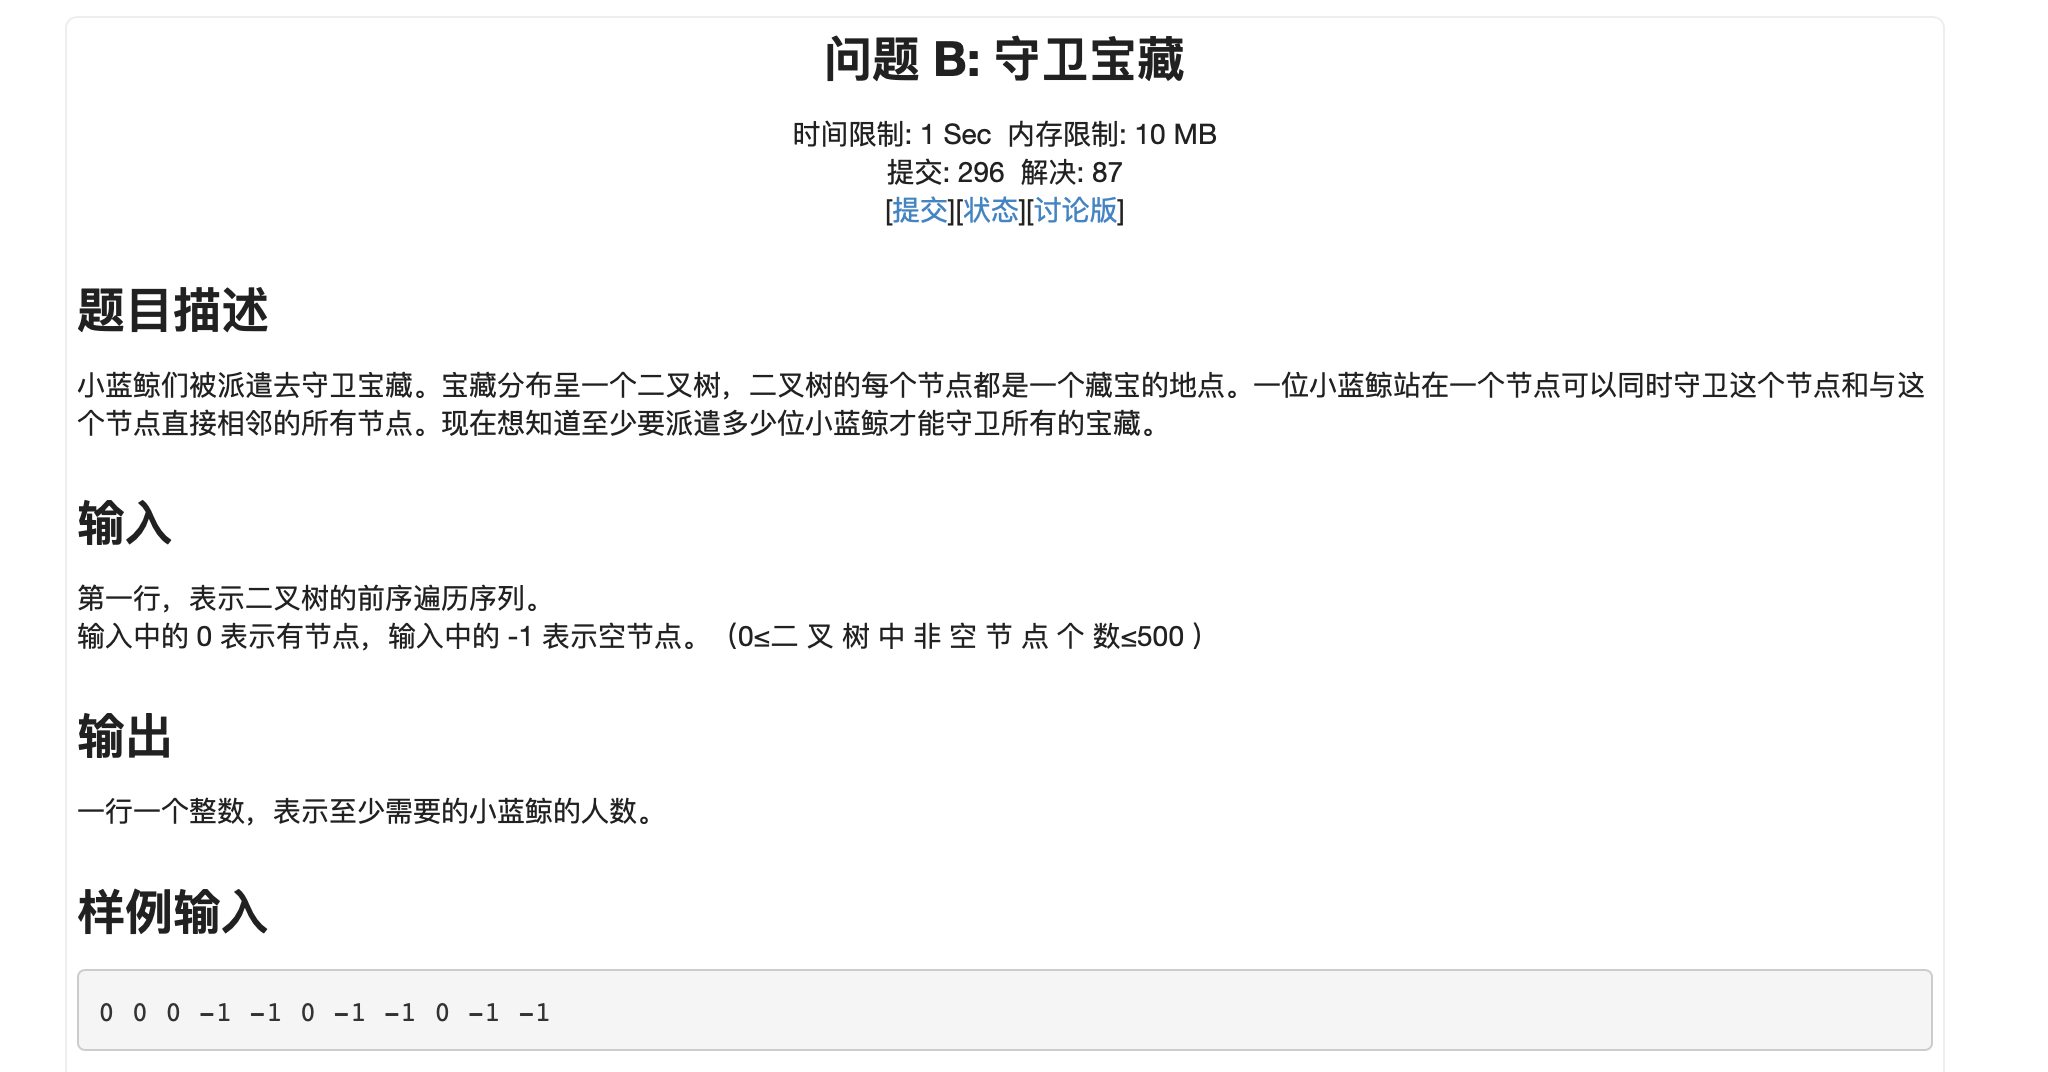 问题 B: 守卫宝藏
时间限制: 1 Sec 内存限制: 10 MB
提交: 296 解决: 87
[提交][状态][讨论版]
题目描述
小蓝鲸们被派遣去守卫宝藏。宝藏分布呈一个二叉树，二叉树的每个节点都是一个藏宝的地点。一位小蓝鲸站在一个节点可以同时守卫这个节点和与这
个节点直接相邻的所有节点。现在想知道至少要派遣多少位小蓝鲸才能守卫所有的宝藏。
输入
第一行，表示二叉树的前序遍历序列。
输入中的 0 表示有节点，输入中的 -1 表示空节点。（0≤二 叉 树 中 非 空 节 点 个 数≤500 ）
输出
一行一个整数，表示至少需要的小蓝鲸的人数。
样例输入
0 0 0 -1 -1 0 -1 -1 0 -1 -1